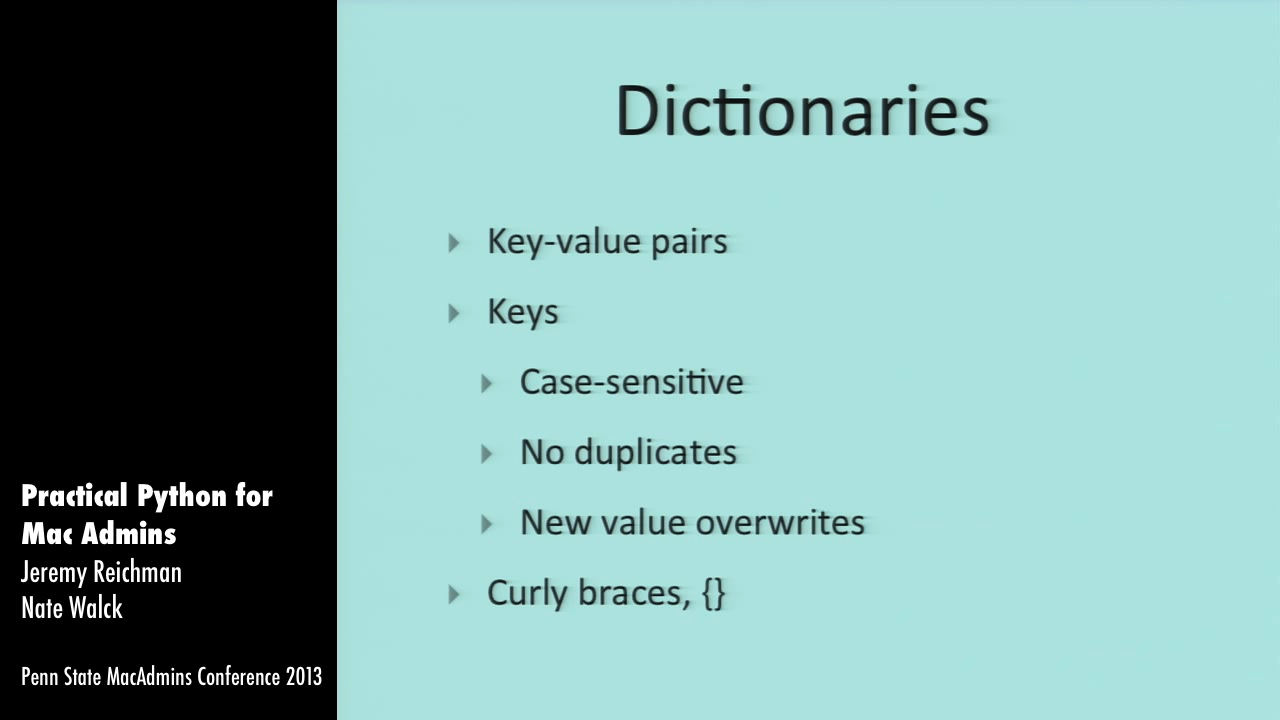 Dictionaries
Key-value pairs
Keys
Case-sensitive
No duplicates
New value overwrites
Curly braces, {}
Practical Python for
Mac Admins
Jeremy Reichman
Nate Walck
Penn State MacAdmins Conference 2013